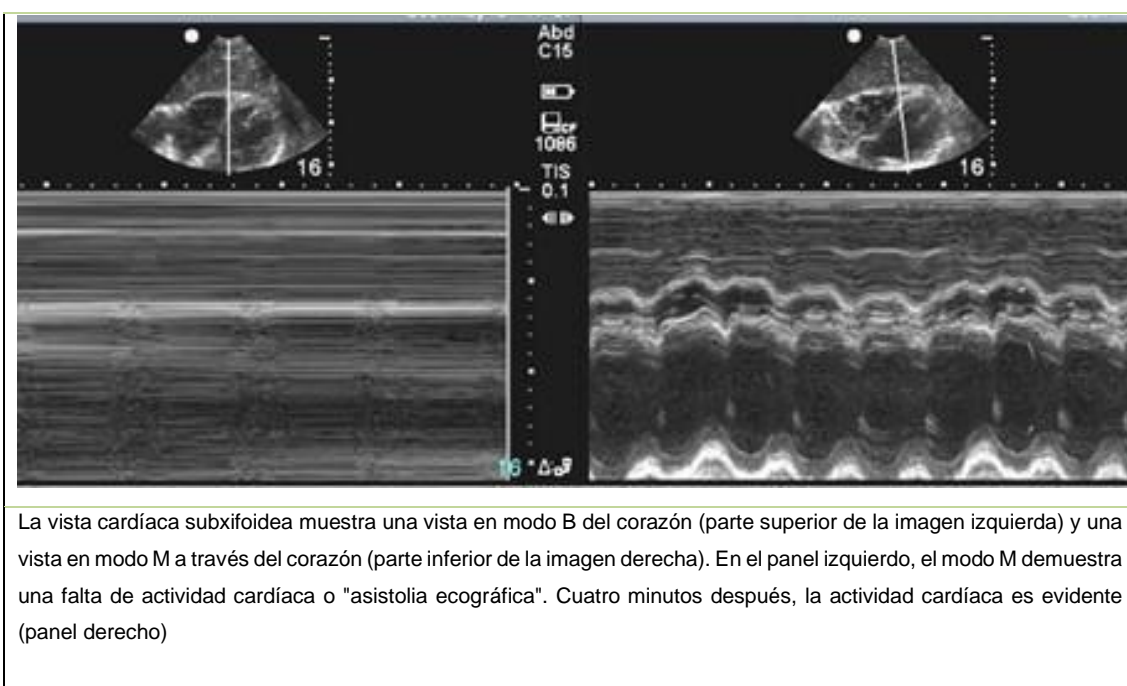 Abd
C15
CF
1086
TIS
0.1
16
16
16
La vista cardíaca subxifoidea muestra una vista en modo B del corazón (parte superior de la imagen izquierda) y una
vista en modo M a través del corazón (parte inferior de la imagen derecha). En el panel izquierdo, el modo M demuestra
una falta de actividad cardíaca o "asistolia ecográfica". Cuatro minutos después, la actividad cardíaca es evidente
(panel derecho)